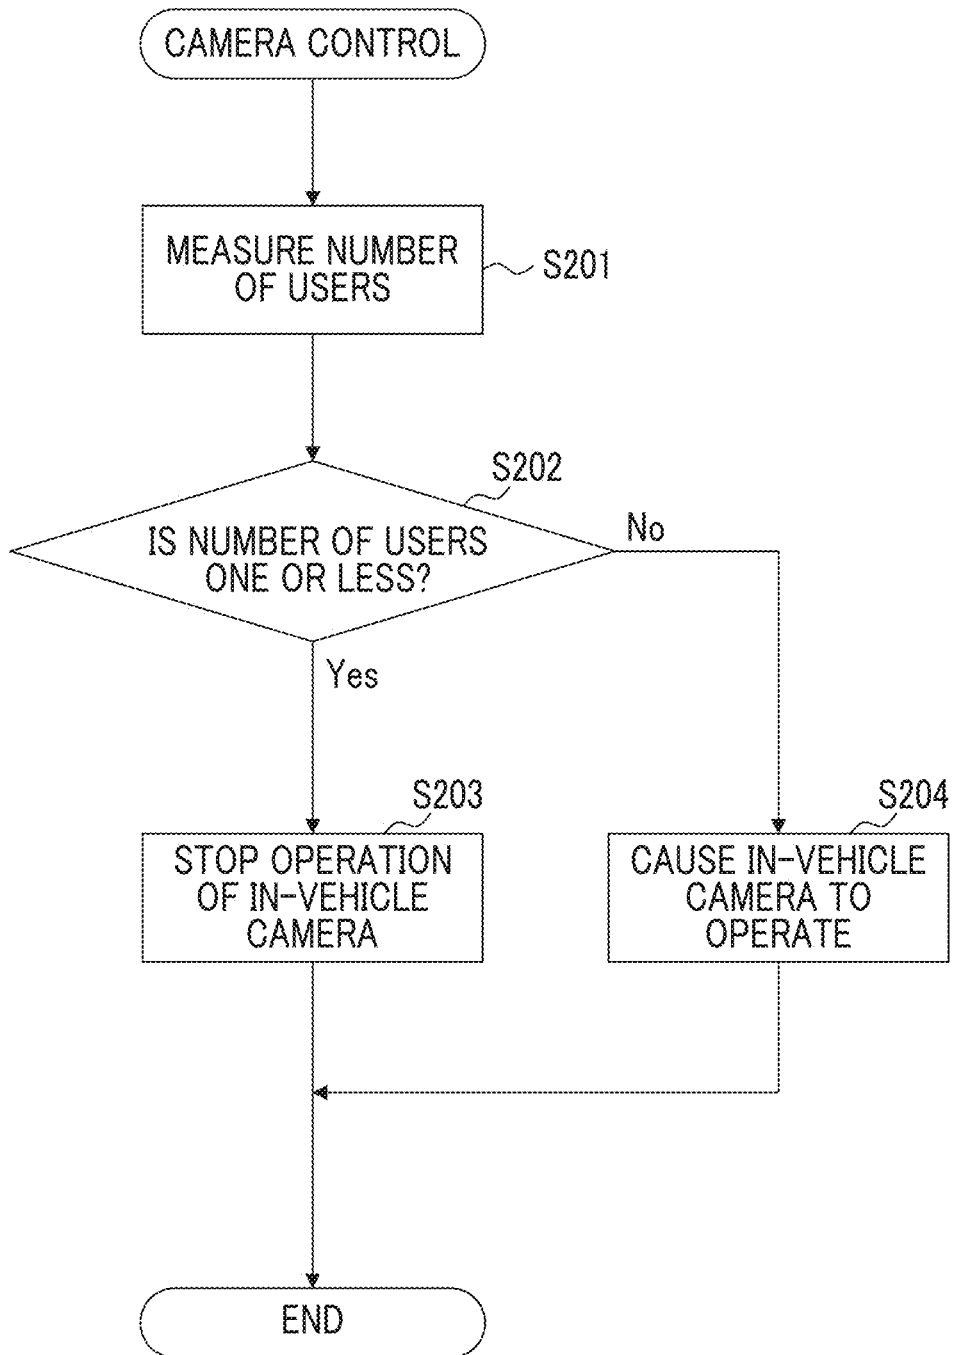 CAMERA CONTROL
MEASURE NUMBER
OF USERS
S201
S202
IS NUMBER OF USERS
ONE OR LESS?
No
Yes
S203
STOP OPERATION
OF IN-VEHICLE
CAMERA
S204
CAUSE IN-VEHICLE
CAMERA TO
OPERATE
END